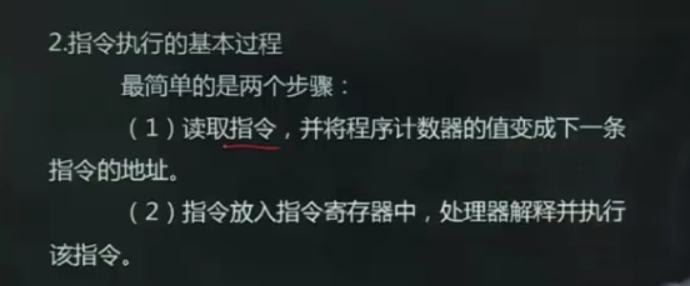 2.指令执行的基本过程
最简单的是两个步骤：
（1）读取指令，并将程序计数器的值变成下一条
指令的地址。
（2）指令放入指令寄存器中，处理器解释并执行
该指令。